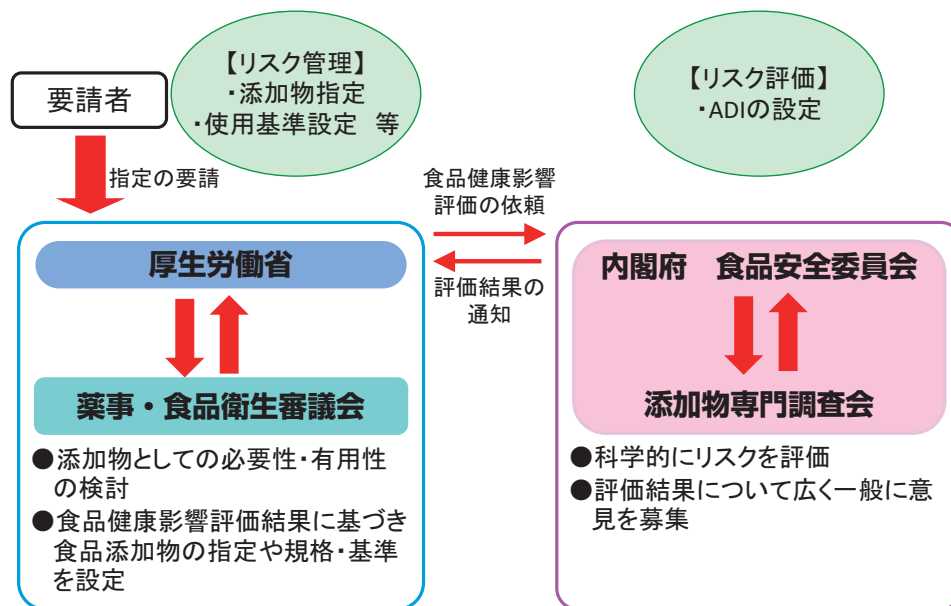 要請者
【リスク管理】
・添加物指定
・使用基準設定　等
【リスク評価】
・ADIの設定
指定の要請
食品健康影響
評価の依頼
評価結果の
通知
厚生労働省
薬事・食品衛生審議会
●添加物としての必要性・有用性
の検討
●食品健康影響評価結果に基づき
食品添加物の指定や規格・基準
を設定
内閣府　食品安全委員会
添加物専門調査会
●科学的にリスクを評価
●評価結果について広く一般に意
見を募集